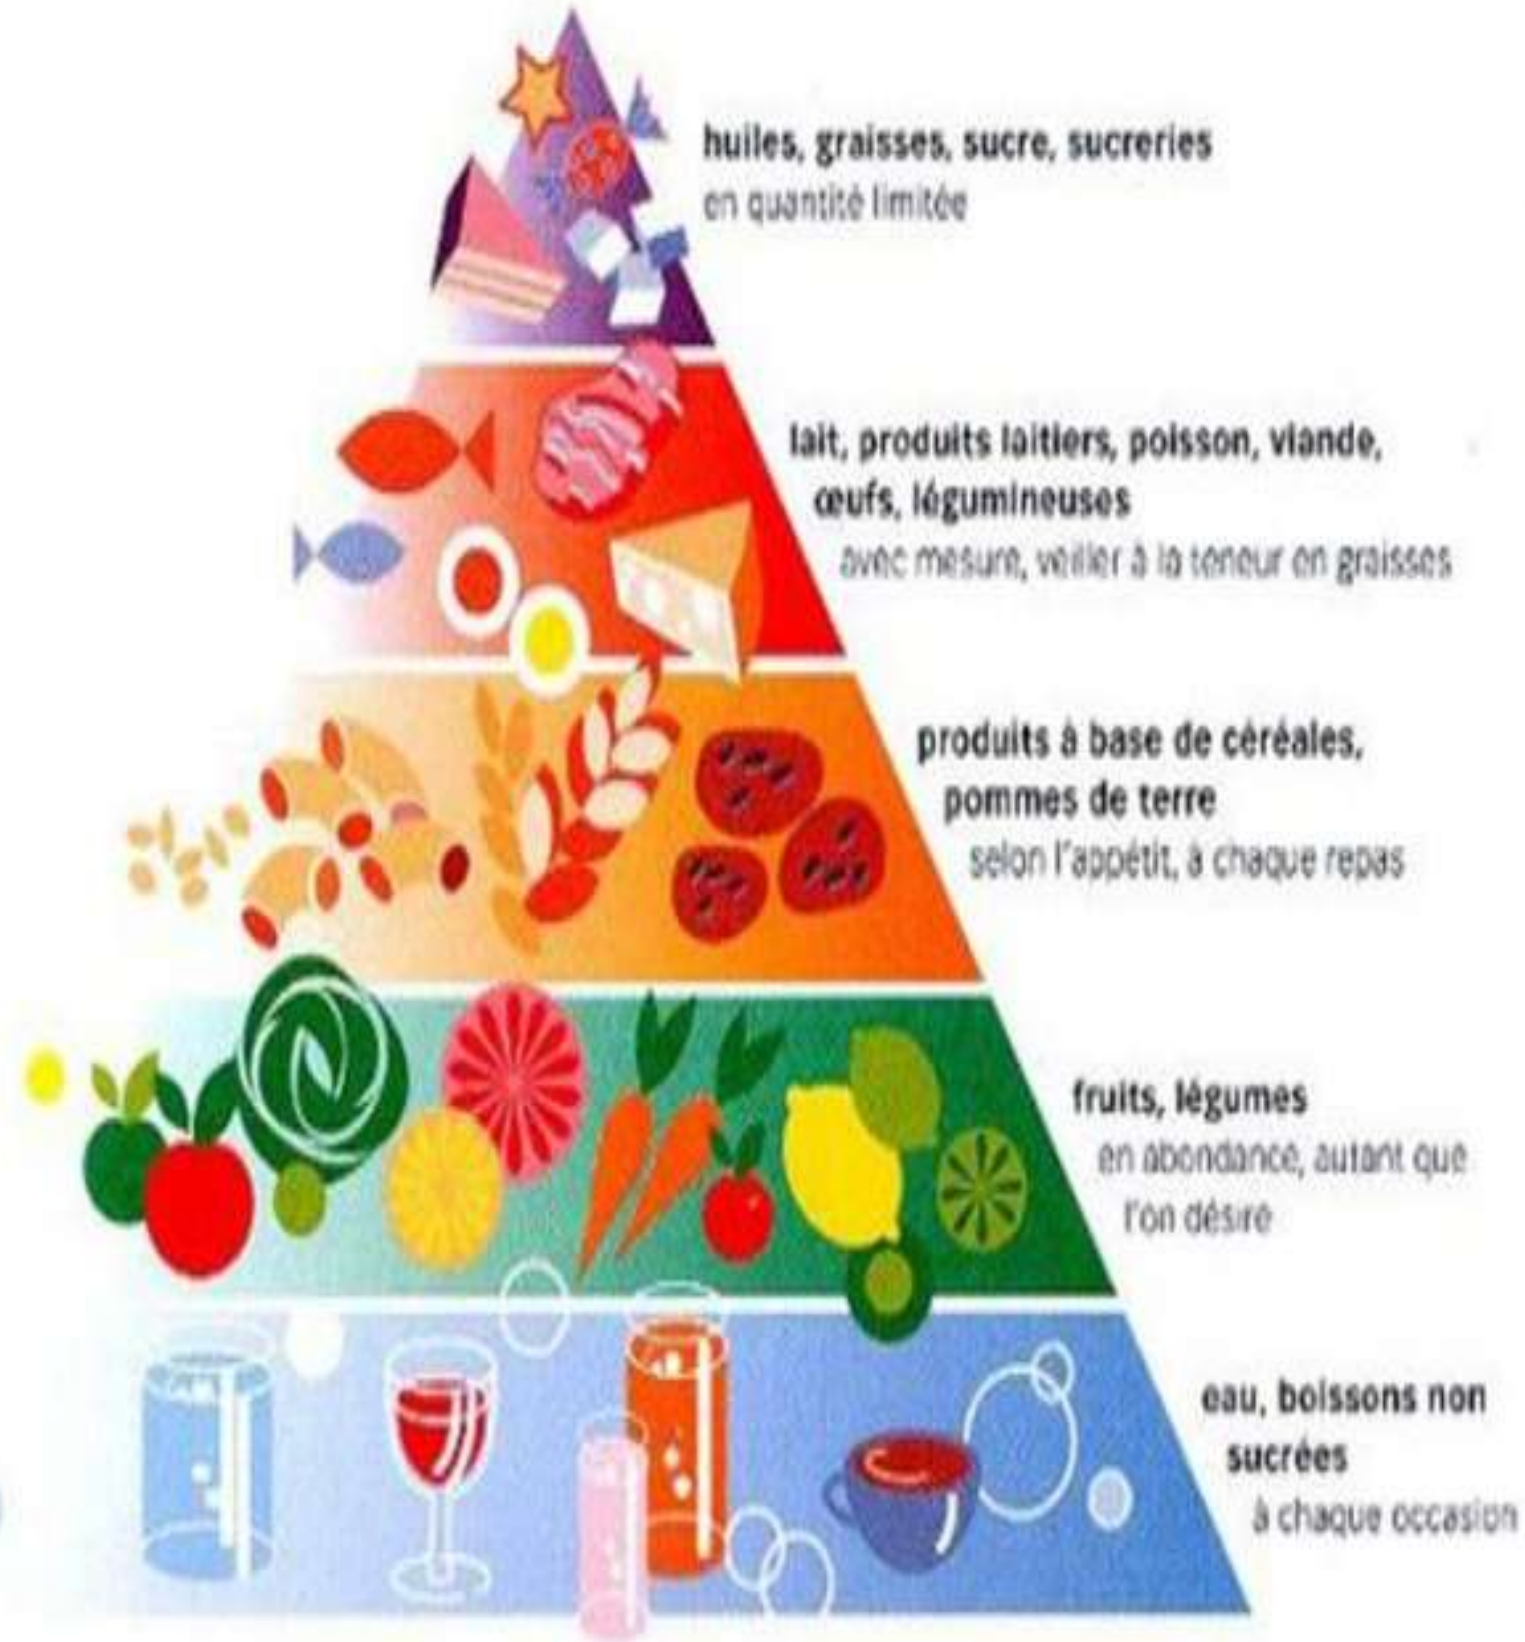 huiles, graisses, sucre, sucreries
en quantité limitée
lait, produits laitiers, poisson, viande,
œufs, légumineuses
avec mesure, veiller à la teneur en graisses
produits à base de céréales,
pommes de terre
selon l'appétit, à chaque repas
fruits, légumes
en abondance, autant que
l'on désire
eau, boissons non
sucrées
à chaque occasion